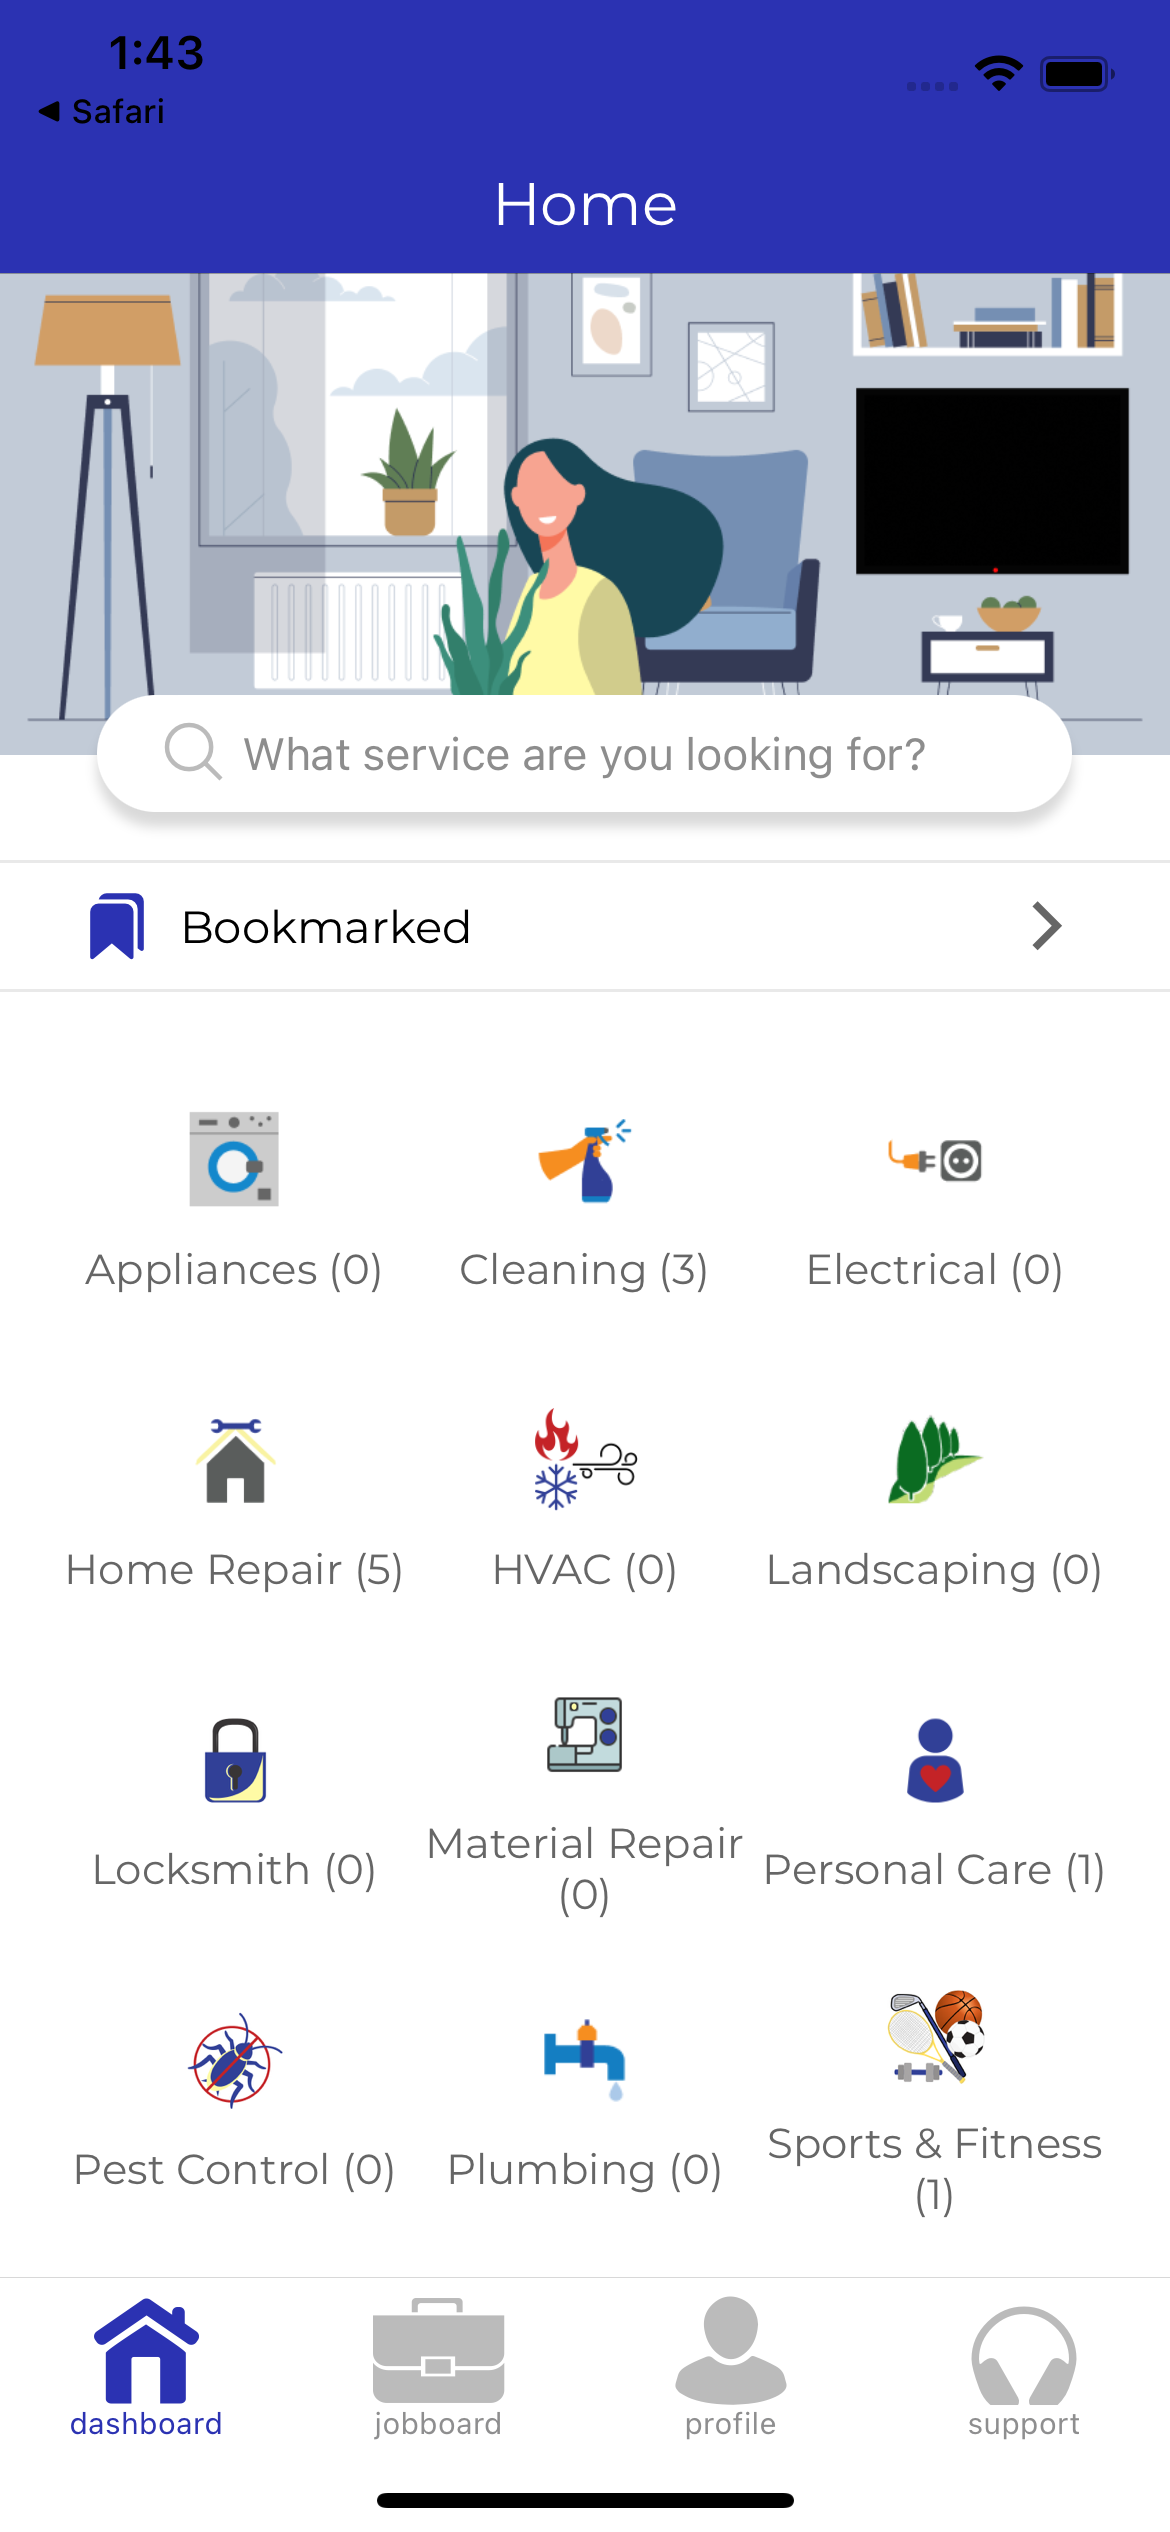 1:43
Safari
Home
What service are you looking for?
Bookmarked
Appliances (0)
Cleaning (3)
Electrical (0)
Home Repair (5)
HVAC (0)
Landscaping (0)
Locksmith (0)
Material Repair
(0)
Personal Care (1)
Pest Control (0)
Plumbing (0)
Sports & Fitness
(1)
dashboard
jobboard
profile
support